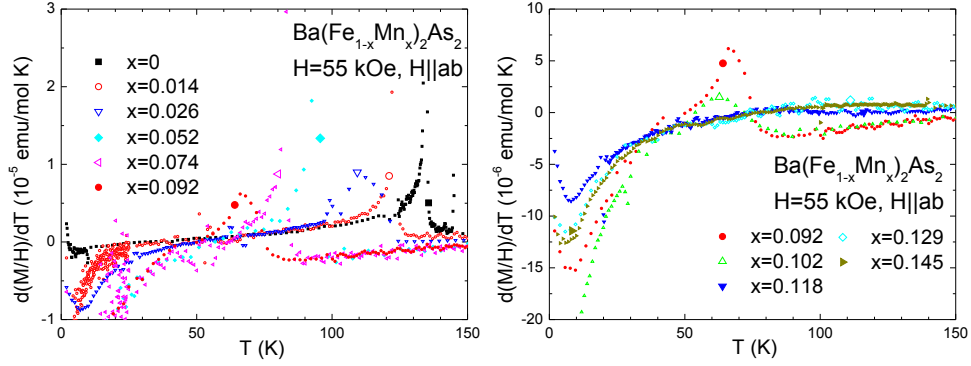 3
2
1
0
-1
0
50
100
150
d(M/H)/dT (10⁻⁵ emu/mol K)
T (K)
Ba(Fe₁₋ₓMnₓ)₂As₂
H=55 kOe, H||ab
x=0
x=0.014
x=0.026
x=0.052
x=0.074
x=0.092
10
5
0
-5
-10
-15
-20
0
50
100
150
d(M/H)/dT (10⁻⁶ emu/mol K)
T (K)
Ba(Fe₁₋ₓMnₓ)₂As₂
H=55 kOe, H||ab
x=0.092
x=0.102
x=0.118
x=0.129
x=0.145